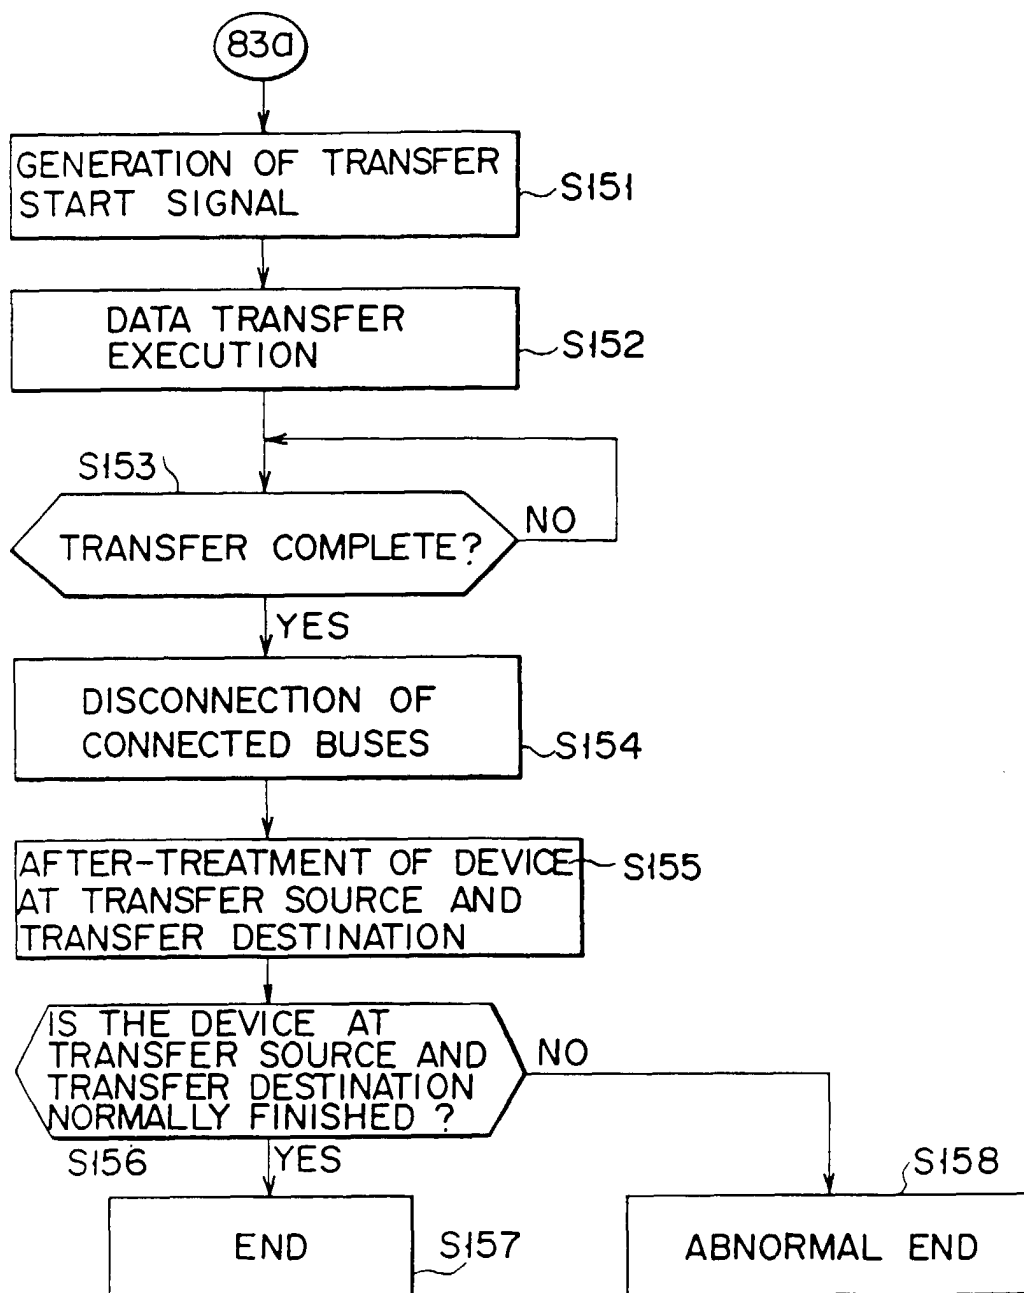 83a
GENERATION OF TRANSFER
START SIGNAL
S151
DATA TRANSFER
EXECUTION
S152
S153
TRANSFER COMPLETE?
NO
YES
DISCONNECTION OF
CONNECTED BUSES
S154
AFTER-TREATMENT OF DEVICE
AT TRANSFER SOURCE AND
TRANSFER DESTINATION
S155
IS THE DEVICE AT
TRANSFER SOURCE AND
TRANSFER DESTINATION
NORMALLY FINISHED ?
NO
S156
YES
S158
END
S157
ABNORMAL END